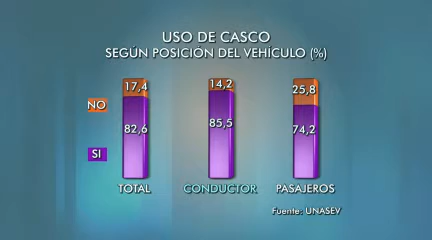 USO DE CASCO
SEGÚN POSICIÓN DEL VEHÍCULO (%)
17,4 14,2 25,8
NO
82,6 85,5 74,2
SI
TOTAL CONDUCTOR PASAJEROS
Fuente: UNASEV